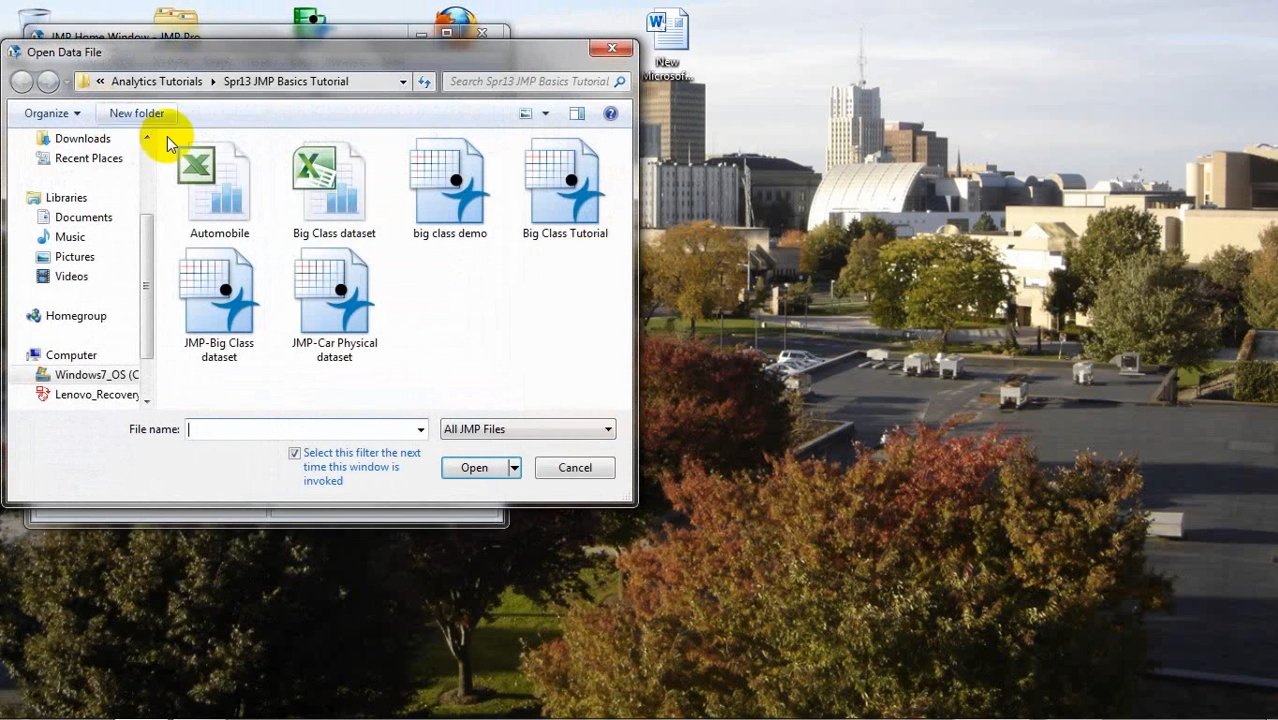 JMP Home Window - JMP Pro
New
Microsof...
Open Data File
« Analytics Tutorials Spr13 JMP Basics Tutorial
Search Spr13 JMP Basics Tutorial
Organize
New folder
Downloads
Recent Places
Libraries
Documents
Music
Pictures
Videos
Homegroup
Computer
Windows7_OS (C
Lenovo_Recovery
Automobile
Big Class dataset
big class demo
Big Class Tutorial
JMP-Big Class
dataset
JMP-Car Physical
dataset
File name:
All JMP Files
Select this filter the next
time this window is
invoked
Open
Cancel